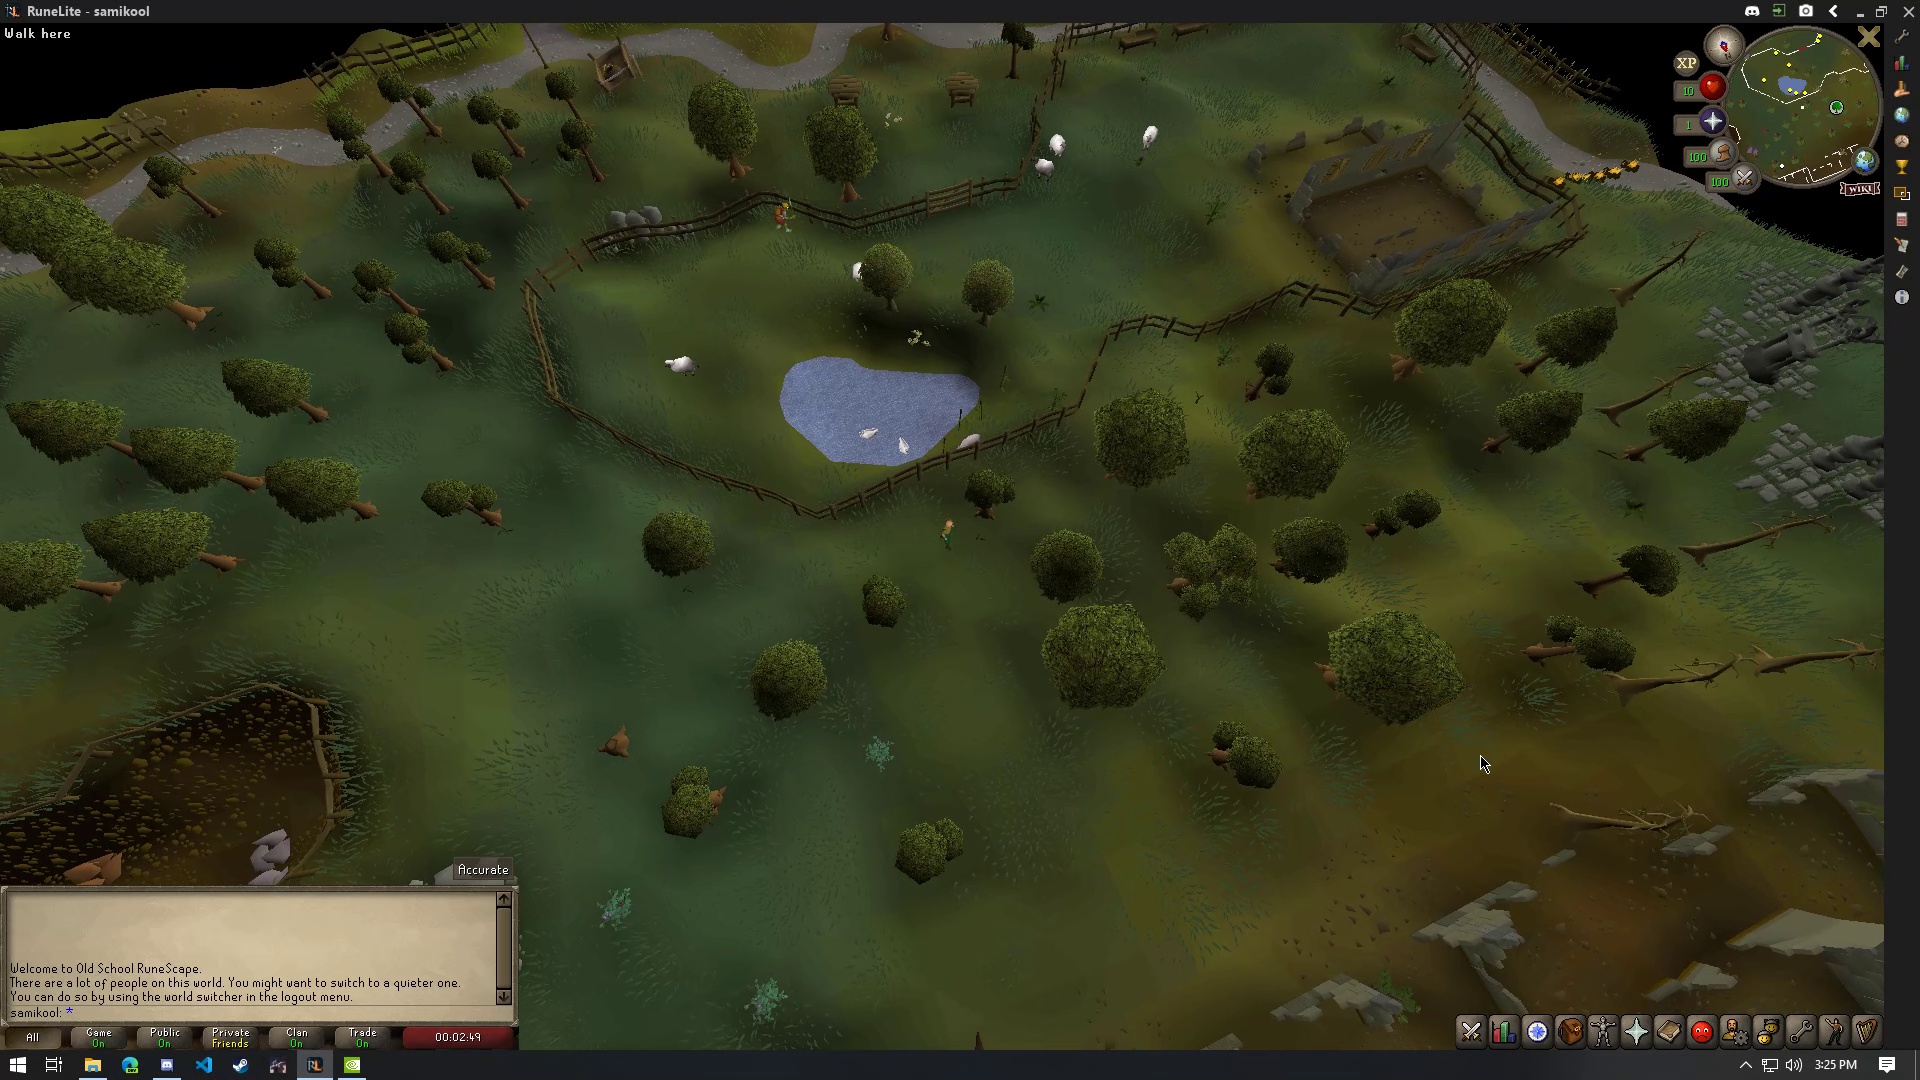 RuneLite - samikool
Walk here
XP
10
1
100
100
WIKI
Accurate
Welcome to Old School RuneScape.
There are a lot of people on this world. You might want to switch to a quieter one.
You can do so by using the world switcher in the logout menu.
samikool: *
All
Game
On
Public
On
Private
Friends
Clan
On
Trade
On
00:02:49
3:25 PM